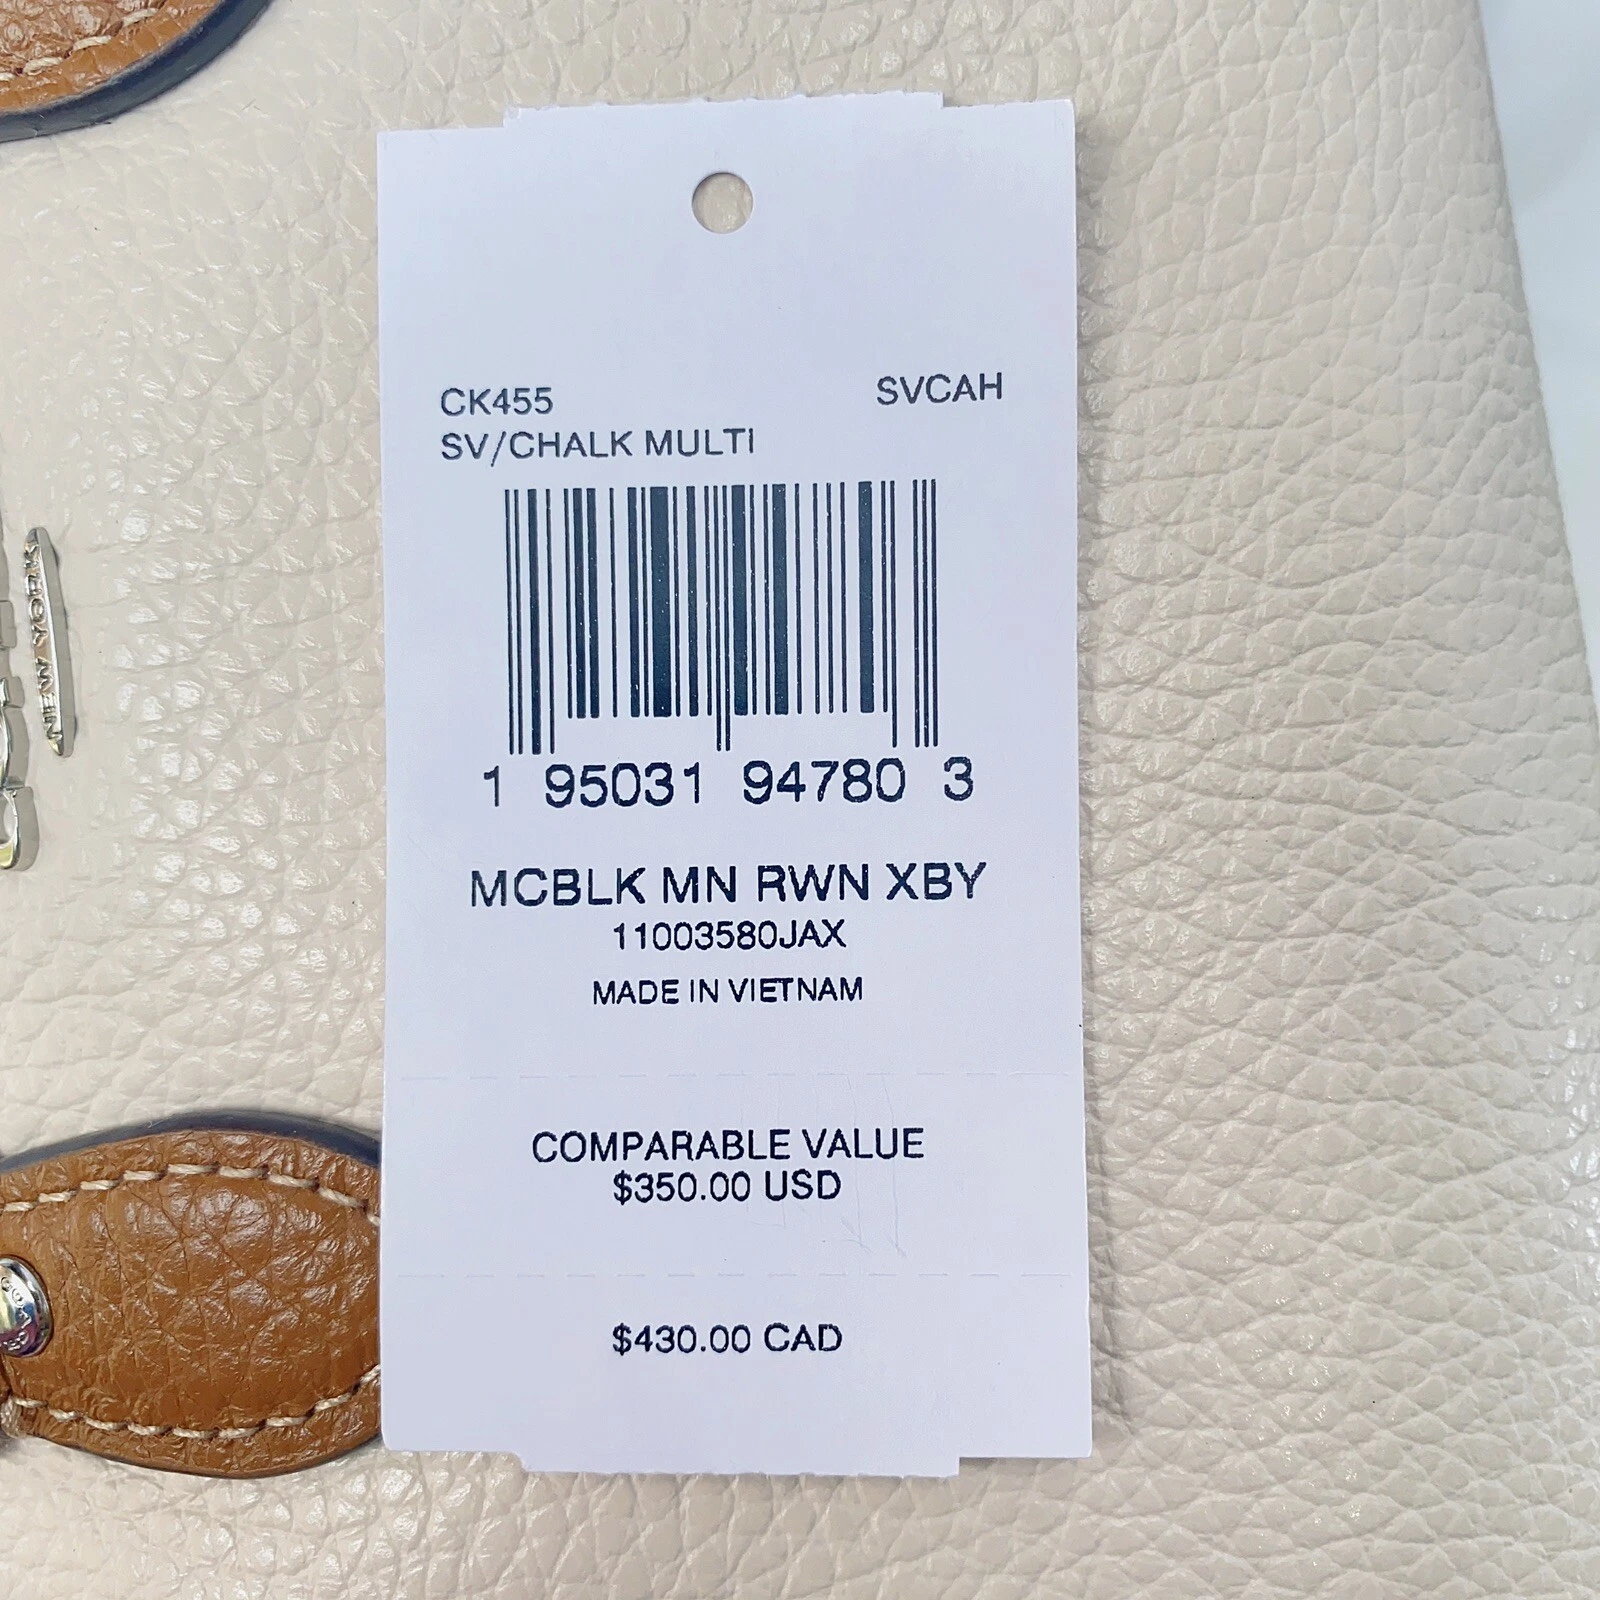 CK455 SVCAH
SV/CHALK MULTI
1 95031 94780 3
MCBLK MN RWN XBY
11003580JAX
MADE IN VIETNAM
COMPARABLE VALUE
$350.00 USD
$430.00 CAD
NEW YORK